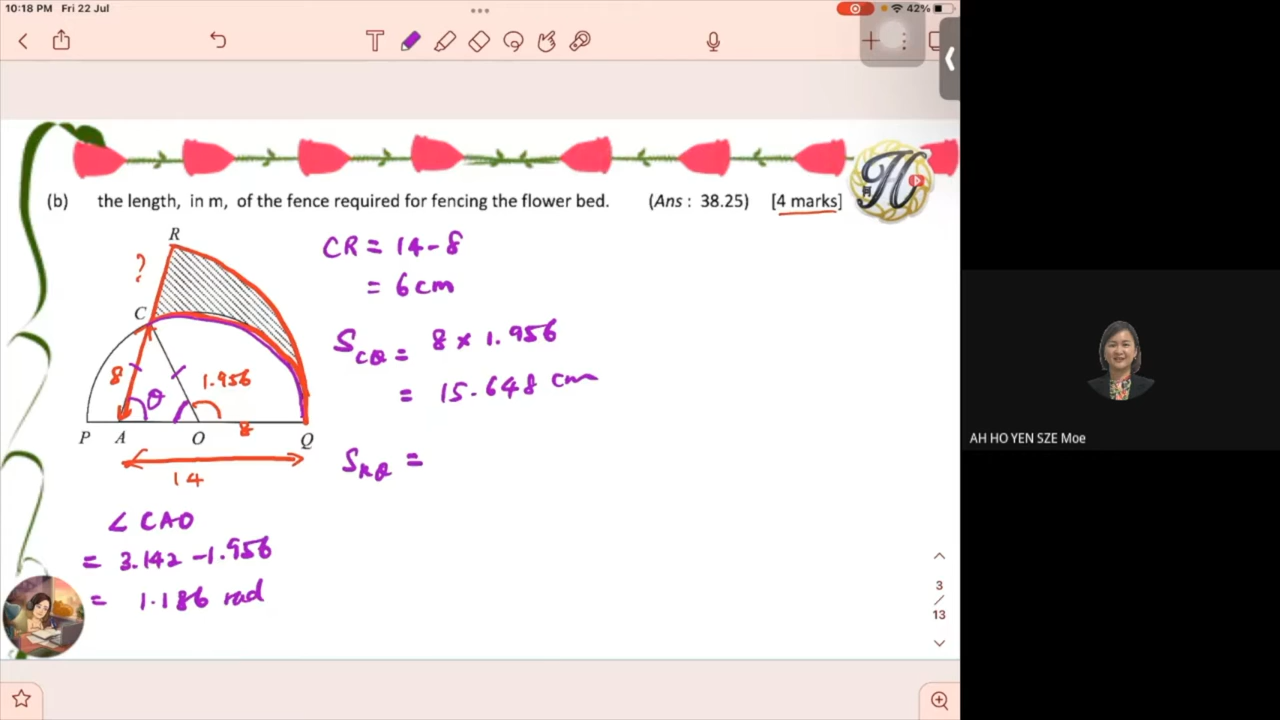 10:18 PM Fri 22 Jul
42%
T
(b) the length, in m, of the fence required for fencing the flower bed. (Ans : 38.25) [4 marks]
H
R
?
C
8
θ
1.956
8
P A O Q
14
CR = 14 - 8
= 6 cm
SCQ = 8 × 1.956
= 15.648 cm
SRQ =
∠ CAO
= 3.142 - 1.956
= 1.186 rad
3
/
13
AH HO YEN SZE Moe